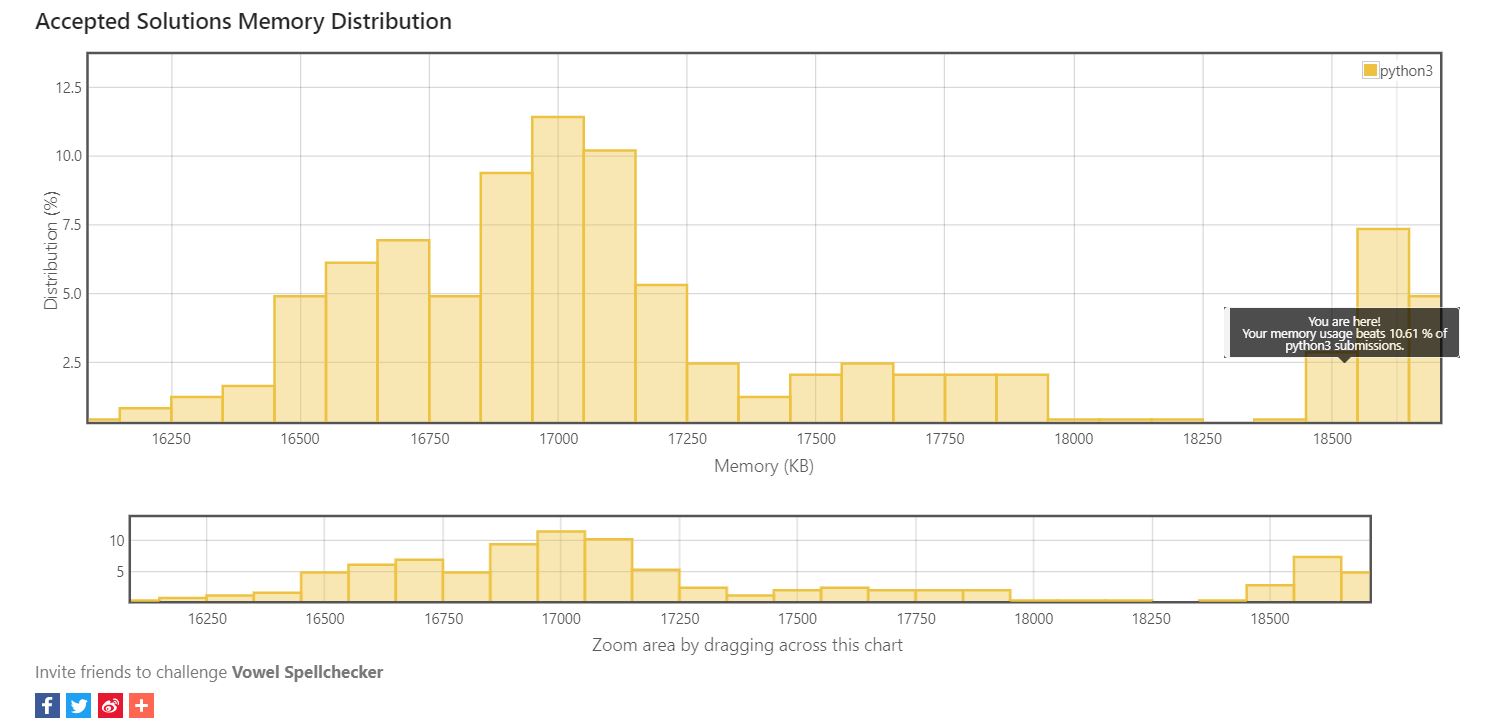 Accepted Solutions Memory Distribution
python3
12.5
10.0
7.5
5.0
2.5
Distribution (%)
You are here!
Your memory usage beats 10.61 % of
python3 submissions.
16250 16500 16750 17000 17250 17500 17750 18000 18250 18500
Memory (KB)
10
5
16250 16500 16750 17000 17250 17500 17750 18000 18250 18500
Zoom area by dragging across this chart
Invite friends to challenge Vowel Spellchecker